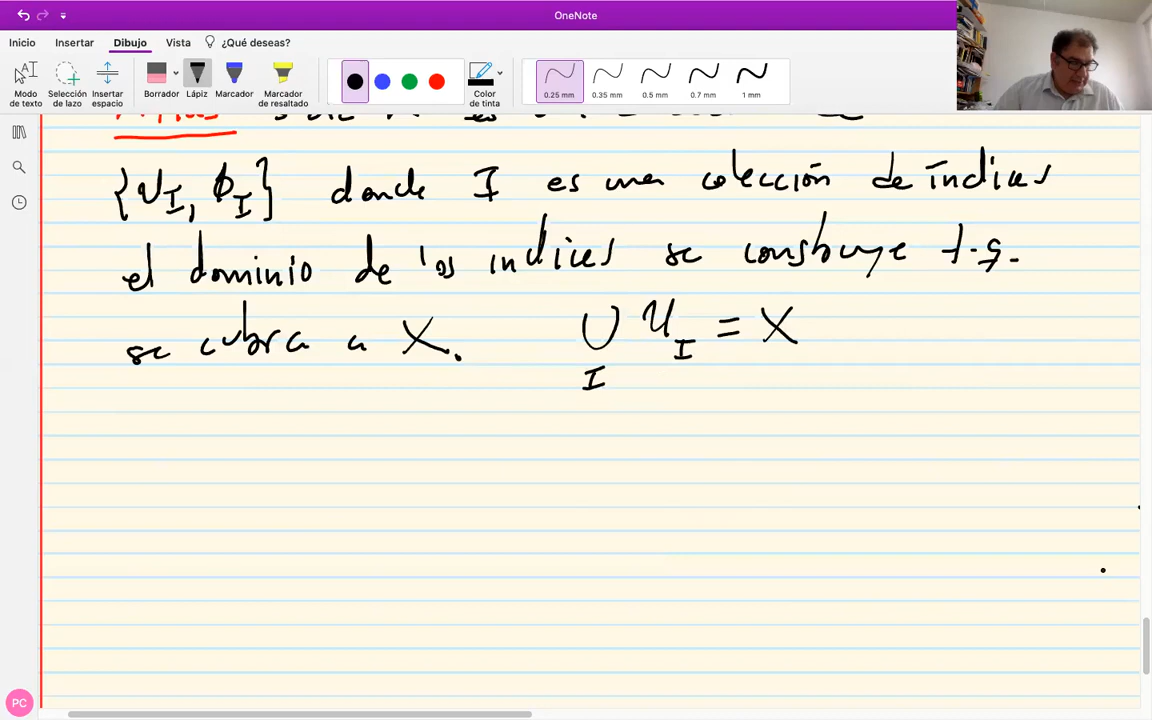 OneNote
Inicio Insertar Dibujo Vista ¿Qué deseas?
Modo de texto Selección de lazo Insertar espacio Borrador Lápiz Marcador Marcador de resaltado Color de tinta 0.25 mm 0.35 mm 0.5 mm 0.7 mm 1 mm
{U_I, ϕ_I} donde I es una colección de índices
el dominio de los indices se construye t.q.
se cubra a X. ∪_I U_I = X
PC